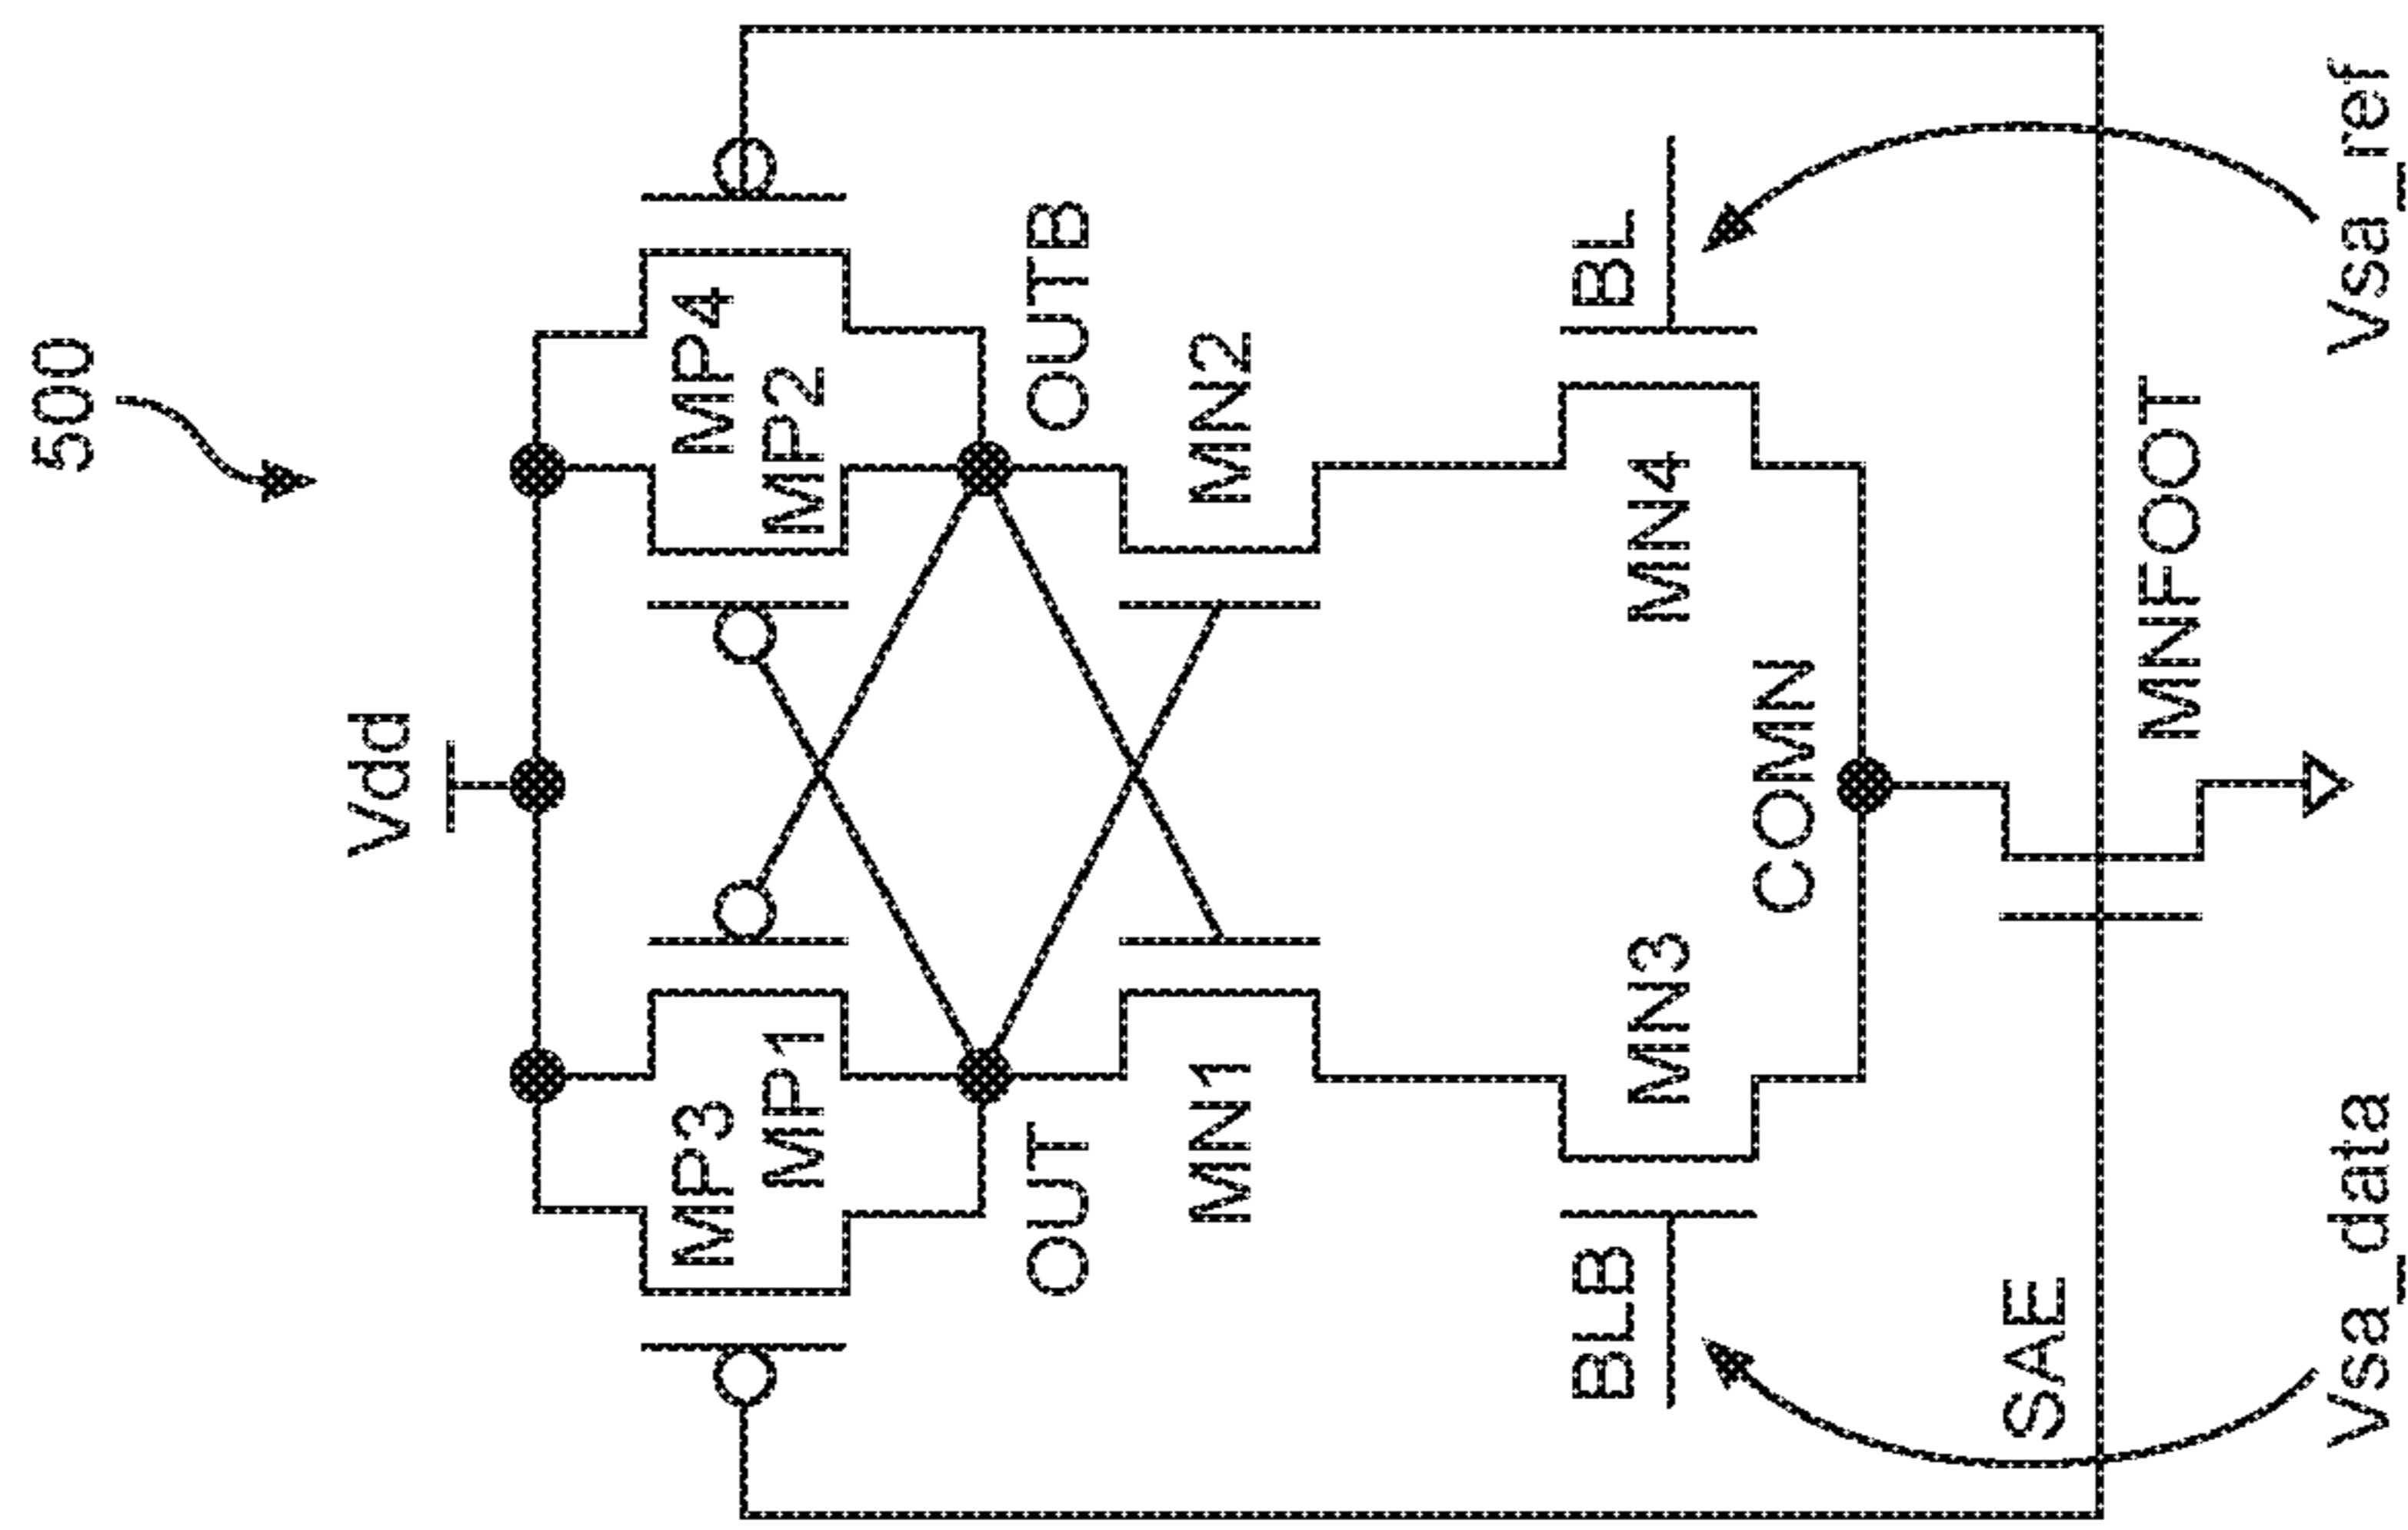 500
Vdd
MP3
MP1
MP4
MP2
OUT
OUTB
MN1
MN2
BLB
BL
MN3
MN4
COMN
SAE
MNFOOT
Vsa_data
Vsa_ref